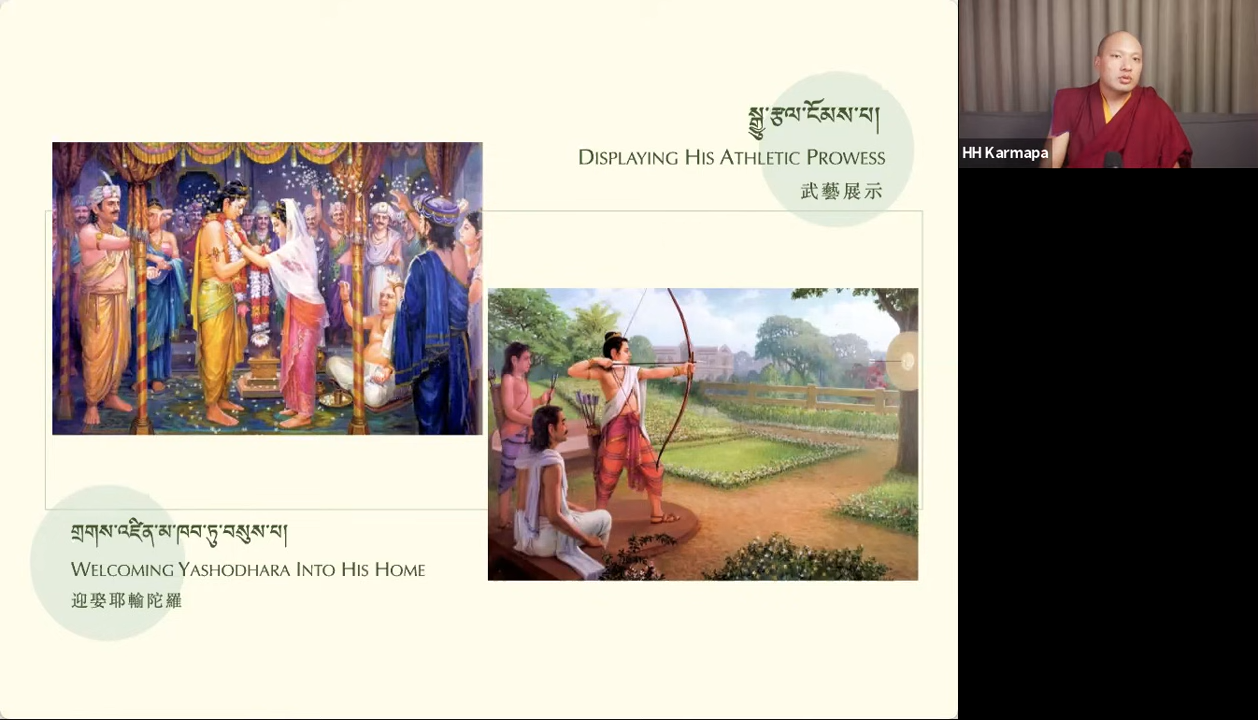 སྒྱུ་རྩལ་ངོམས་པ།
Displaying His Athletic Prowess
武藝展示
HH Karmapa
གྲགས་འཛིན་མ་ཁབ་ཏུ་བསུས་པ།
Welcoming Yashodhara Into His Home
迎娶耶輸陀羅